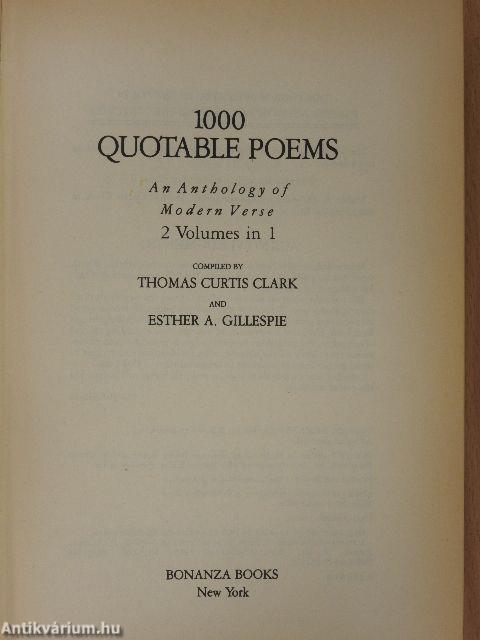 1000
QUOTABLE POEMS
An Anthology of
Modern Verse
2 Volumes in 1
COMPILED BY
THOMAS CURTIS CLARK
AND
ESTHER A. GILLESPIE
BONANZA BOOKS
New York
Antikvárium.hu